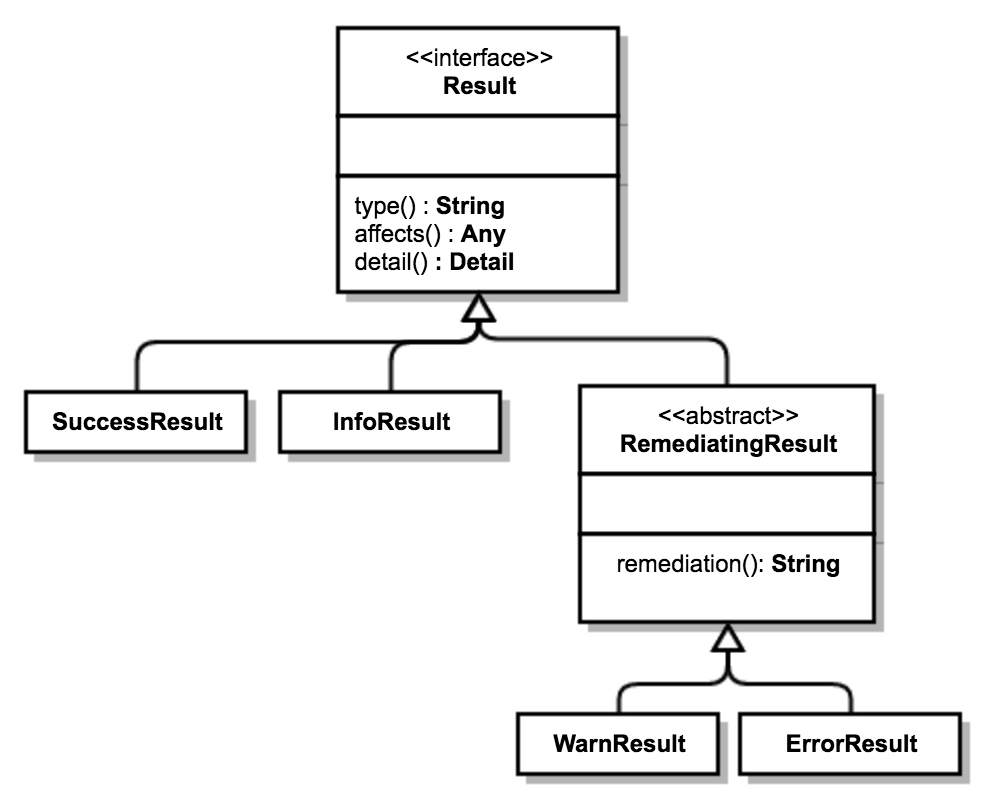 <<interface>>
Result
type() : String
affects() : Any
detail() : Detail
SuccessResult
InfoResult
<<abstract>>
RemediatingResult
remediation(): String
WarnResult
ErrorResult